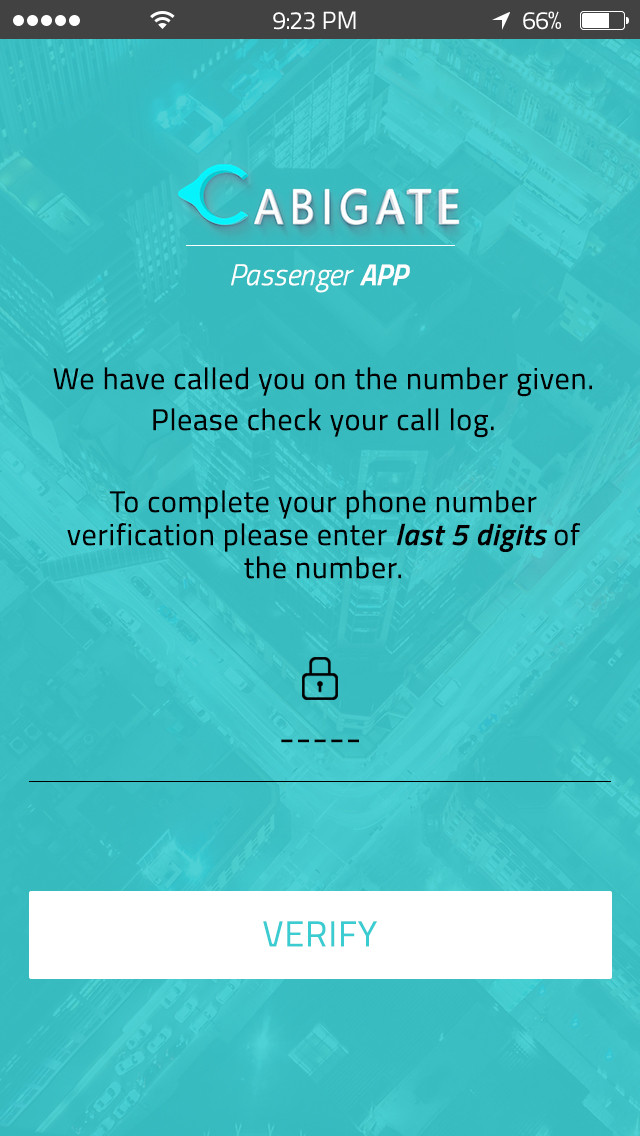 9:23 PM 66%
CABIGATE
Passenger APP
We have called you on the number given.
Please check your call log.
To complete your phone number
verification please enter last 5 digits of
the number.
-----
VERIFY